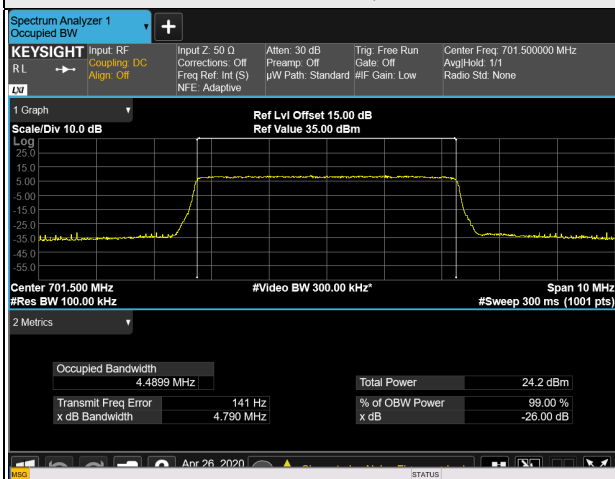 Spectrum Analyzer 1
Occupied BW
KEYSIGHT Input: RF Input Z: 50 Ω Atten: 30 dB Trig: Free Run Center Freq: 701.500000 MHz
RL Coupling: DC Corrections: Off Preamp: Off Gate: Off Avg|Hold: 1/1
Align: Off Freq Ref: Int (S) µW Path: Standard #IF Gain: Low Radio Std: None
LXI NFE: Adaptive
1 Graph Ref Lvl Offset 15.00 dB
Scale/Div 10.0 dB Ref Value 35.00 dBm
Log
25.0
15.0
5.00
-5.00
-15.0
-25.0
-35.0
-45.0
-55.0
Center 701.500 MHz #Video BW 300.00 kHz* Span 10 MHz
#Res BW 100.00 kHz #Sweep 300 ms (1001 pts)
2 Metrics
Occupied Bandwidth
4.4899 MHz Total Power 24.2 dBm
Transmit Freq Error 141 Hz % of OBW Power 99.00 %
x dB Bandwidth 4.790 MHz x dB -26.00 dB
Apr 26, 2020
MSG STATUS